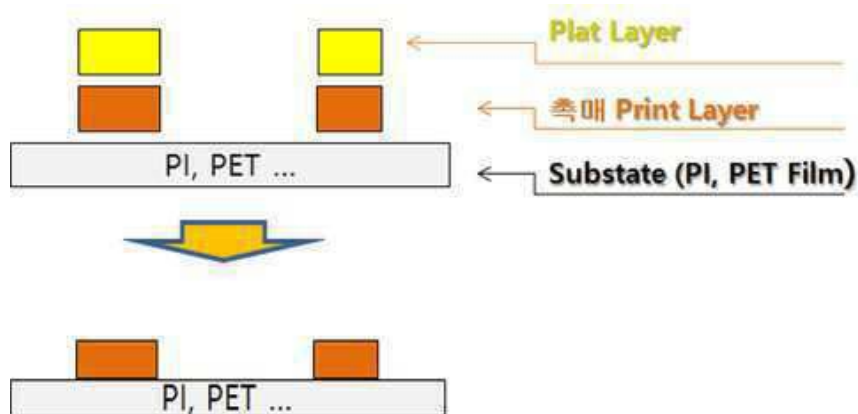 Plat Layer
촉매 Print Layer
PI, PET ...
Substate (PI, PET Film)
PI, PET ...